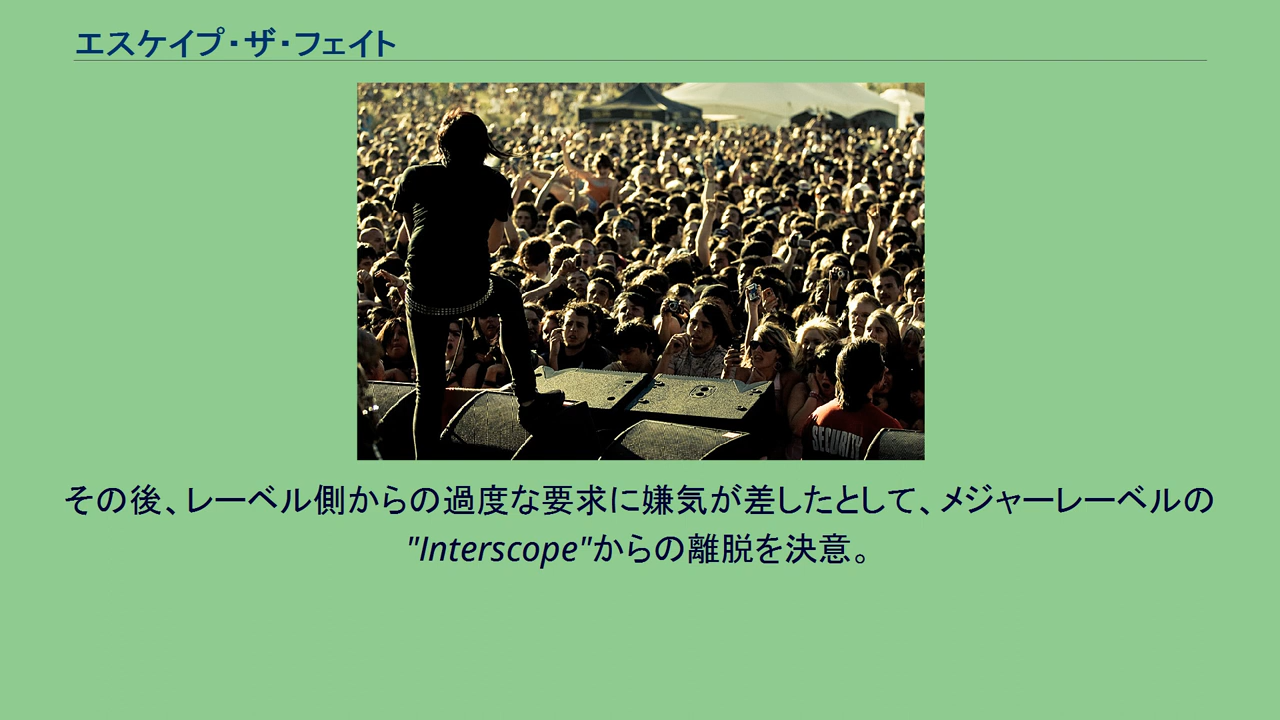 エスケイプ・ザ・フェイト
SECURITY
その後、レーベル側からの過度な要求に嫌気が差したとして、メジャーレーベルの
"Interscope"からの離脱を決意。